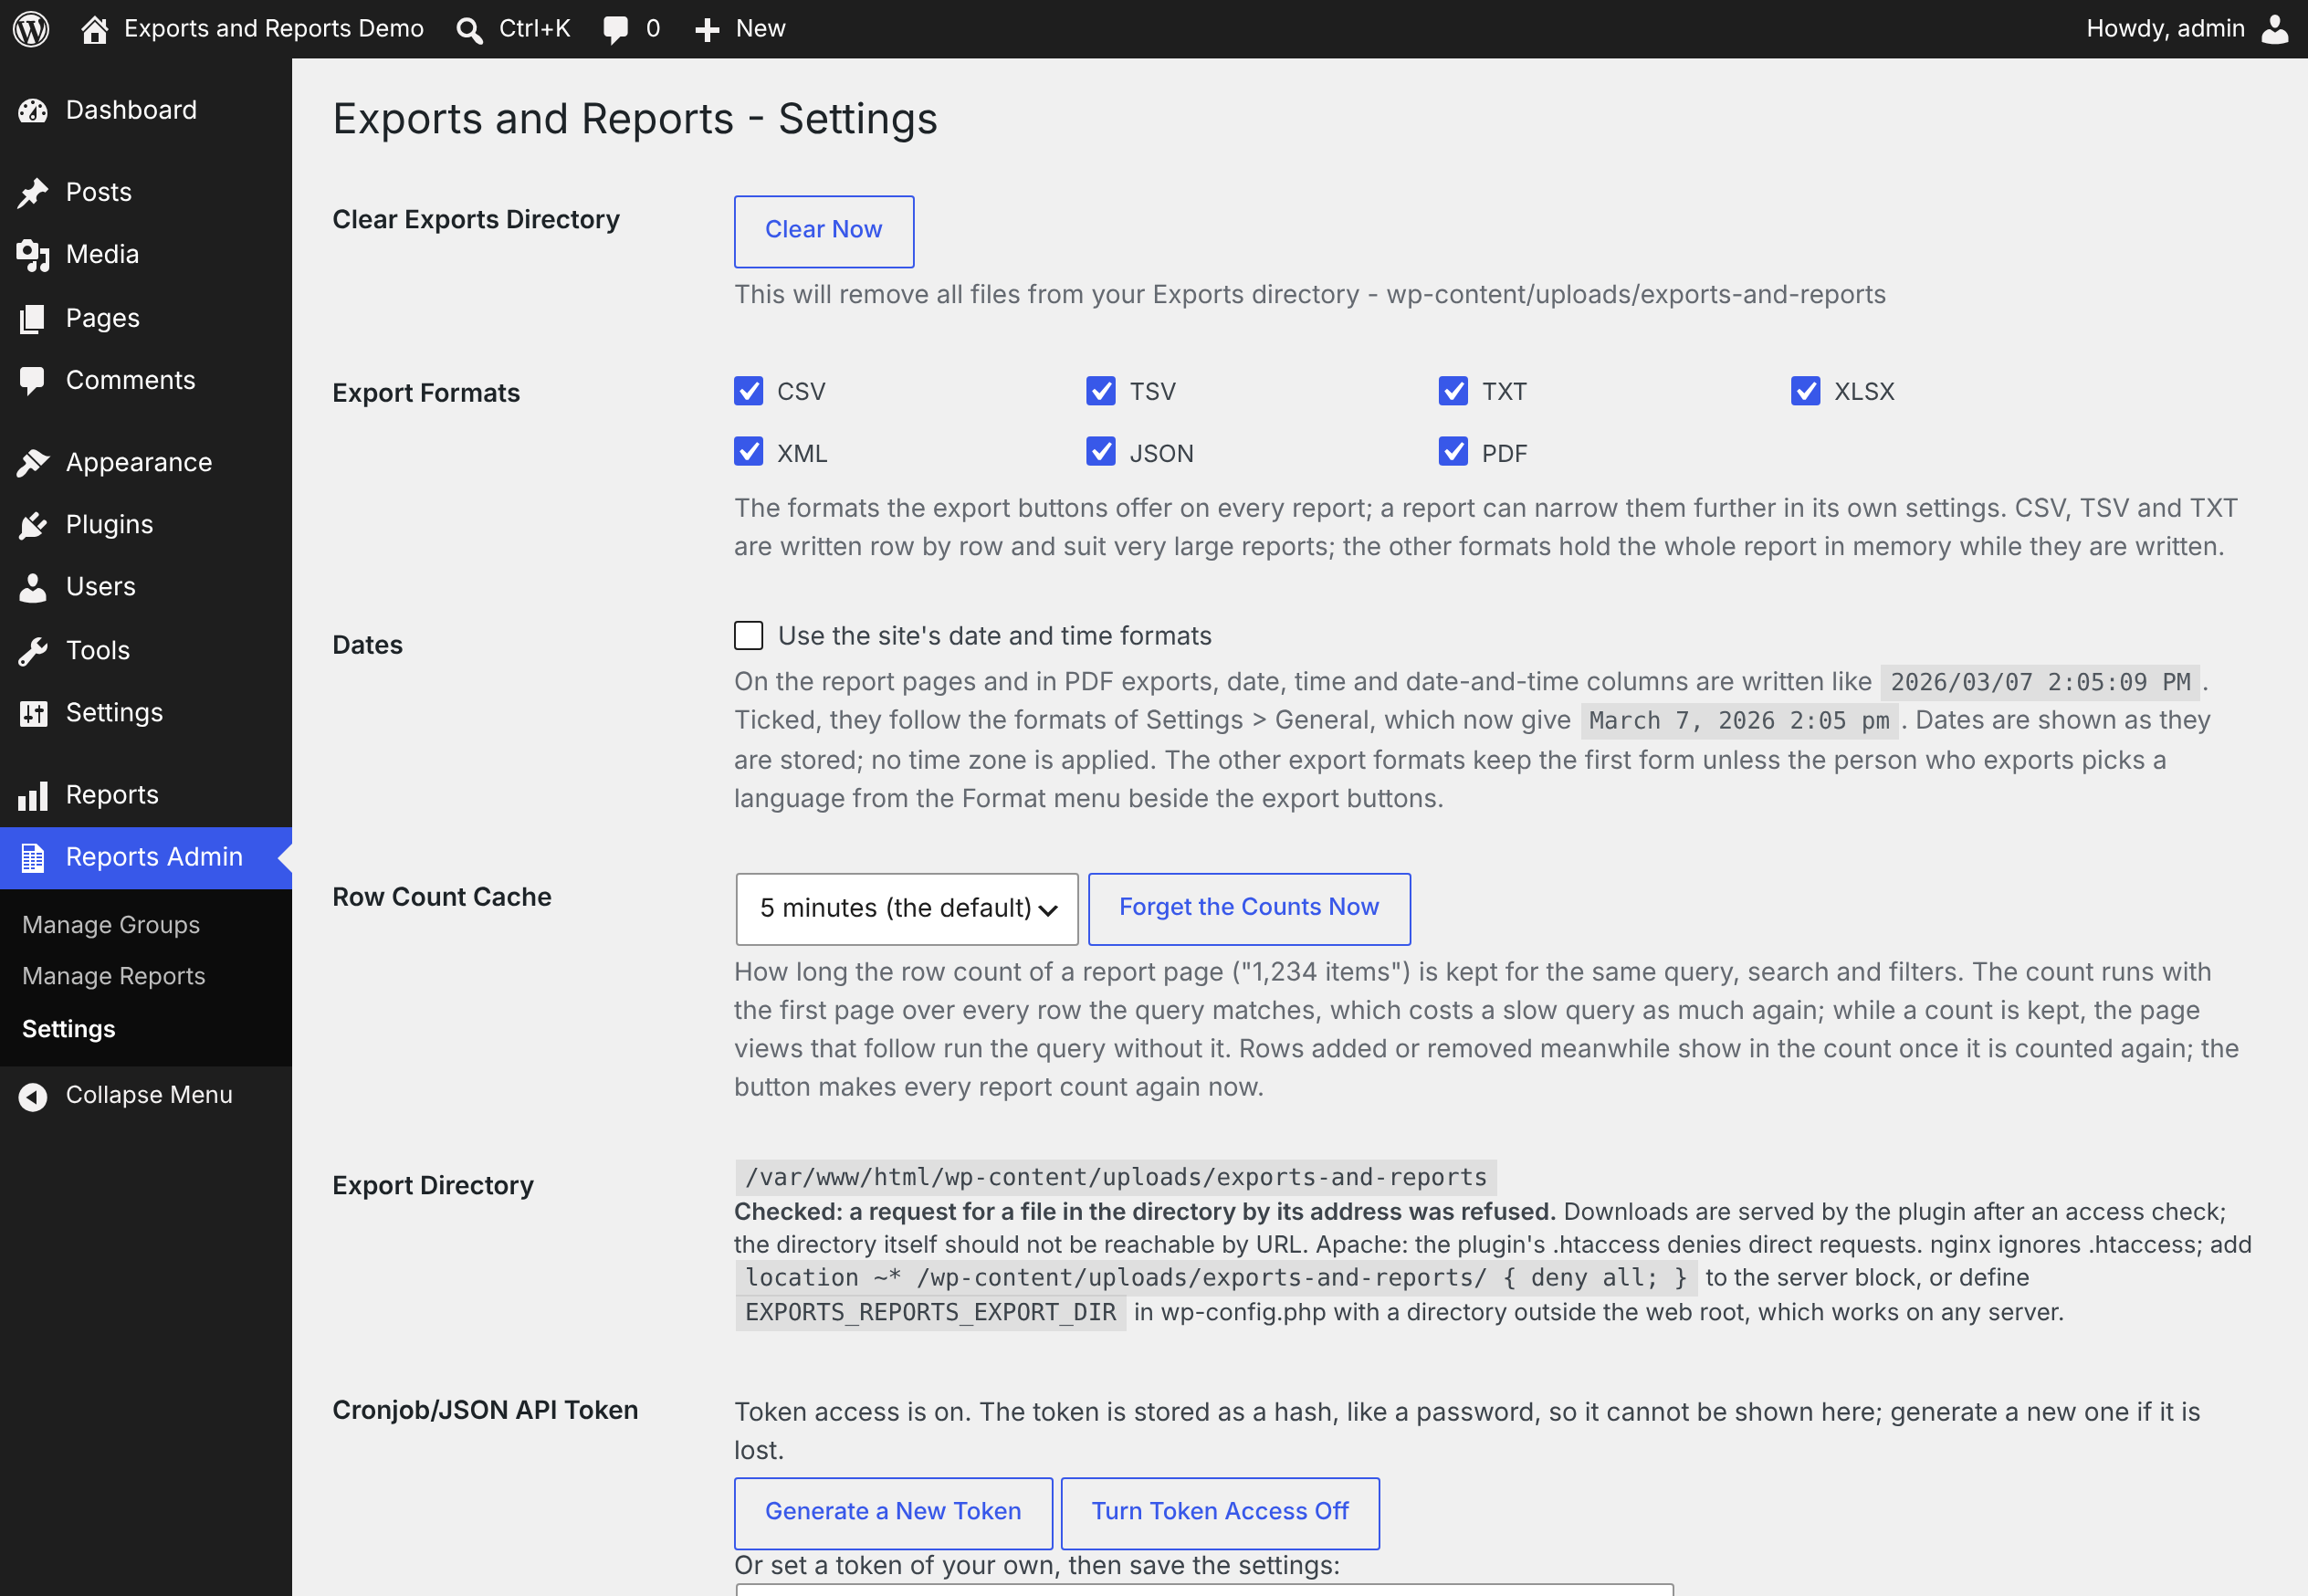 Exports and Reports Demo Ctrl+K 0 New Howdy, admin
Dashboard
Posts
Media
Pages
Comments
Appearance
Plugins
Users
Tools
Settings
Reports
Reports Admin
Manage Groups
Manage Reports
Settings
Collapse Menu
Exports and Reports - Settings
Clear Exports Directory
Clear Now
This will remove all files from your Exports directory - wp-content/uploads/exports-and-reports
Export Formats
CSV TSV TXT XLSX
XML JSON PDF
The formats the export buttons offer on every report; a report can narrow them further in its own settings. CSV, TSV and TXT
are written row by row and suit very large reports; the other formats hold the whole report in memory while they are written.
Dates
Use the site's date and time formats
On the report pages and in PDF exports, date, time and date-and-time columns are written like 2026/03/07 2:05:09 PM.
Ticked, they follow the formats of Settings > General, which now give March 7, 2026 2:05 pm. Dates are shown as they
are stored; no time zone is applied. The other export formats keep the first form unless the person who exports picks a
language from the Format menu beside the export buttons.
Row Count Cache
5 minutes (the default) Forget the Counts Now
How long the row count of a report page ("1,234 items") is kept for the same query, search and filters. The count runs with
the first page over every row the query matches, which costs a slow query as much again; while a count is kept, the page
views that follow run the query without it. Rows added or removed meanwhile show in the count once it is counted again; the
button makes every report count again now.
Export Directory
/var/www/html/wp-content/uploads/exports-and-reports
Checked: a request for a file in the directory by its address was refused. Downloads are served by the plugin after an access check;
the directory itself should not be reachable by URL. Apache: the plugin's .htaccess denies direct requests. nginx ignores .htaccess; add
location ~* /wp-content/uploads/exports-and-reports/ { deny all; } to the server block, or define
EXPORTS_REPORTS_EXPORT_DIR in wp-config.php with a directory outside the web root, which works on any server.
Cronjob/JSON API Token
Token access is on. The token is stored as a hash, like a password, so it cannot be shown here; generate a new one if it is
lost.
Generate a New Token Turn Token Access Off
Or set a token of your own, then save the settings: